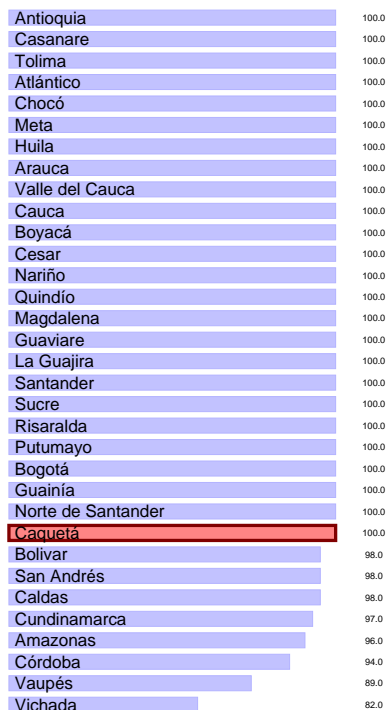 Antioquia 100.0
Casanare 100.0
Tolima 100.0
Atlántico 100.0
Chocó 100.0
Meta 100.0
Huila 100.0
Arauca 100.0
Valle del Cauca 100.0
Cauca 100.0
Boyacá 100.0
Cesar 100.0
Nariño 100.0
Quindío 100.0
Magdalena 100.0
Guaviare 100.0
La Guajira 100.0
Santander 100.0
Sucre 100.0
Risaralda 100.0
Putumayo 100.0
Bogotá 100.0
Guainía 100.0
Norte de Santander 100.0
Caquetá 100.0
Bolivar 98.0
San Andrés 98.0
Caldas 98.0
Cundinamarca 97.0
Amazonas 96.0
Córdoba 94.0
Vaupés 89.0
Vichada 82.0